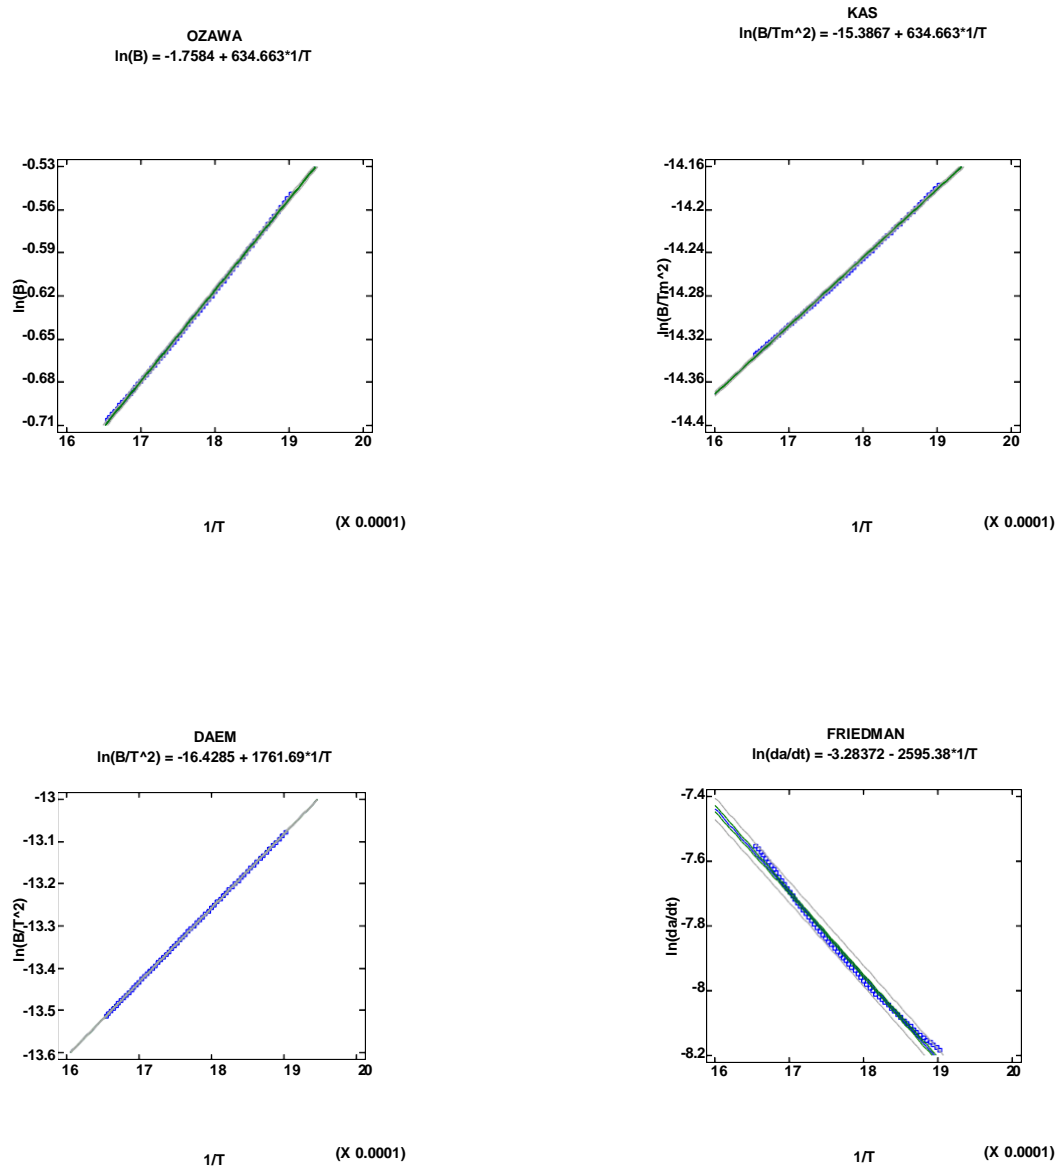 OZAWA
ln(B) = -1.7584 + 634.663*1/T
-0.53
-0.56
-0.59
-0.62
-0.65
-0.68
-0.71
ln(B)
16 17 18 19 20
1/T
(X 0.0001)
KAS
ln(B/Tm^2) = -15.3867 + 634.663*1/T
-14.16
-14.2
-14.24
-14.28
-14.32
-14.36
-14.4
ln(B/Tm^2)
16 17 18 19 20
1/T
(X 0.0001)
DAEM
ln(B/T^2) = -16.4285 + 1761.69*1/T
-13
-13.1
-13.2
-13.3
-13.4
-13.5
-13.6
ln(B/T^2)
16 17 18 19 20
1/T
(X 0.0001)
FRIEDMAN
ln(da/dt) = -3.28372 - 2595.38*1/T
-7.4
-7.6
-7.8
-8
-8.2
ln(da/dt)
16 17 18 19 20
1/T
(X 0.0001)